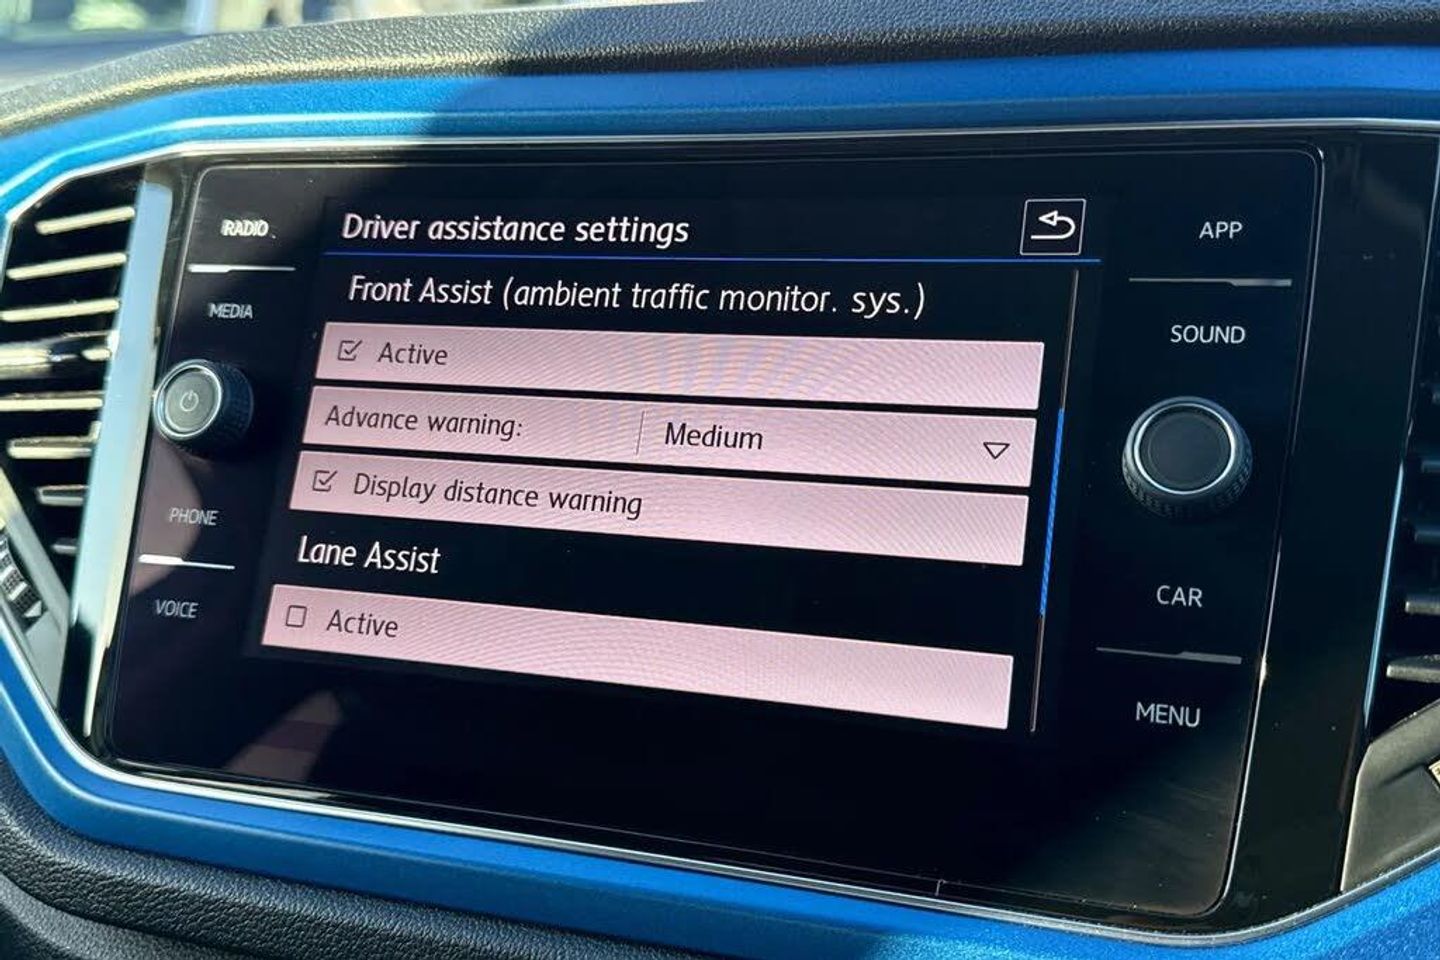 RADIO
MEDIA
PHONE
VOICE
Driver assistance settings
Front Assist (ambient traffic monitor. sys.)
Active
Advance warning: Medium
Display distance warning
Lane Assist
Active
APP
SOUND
CAR
MENU